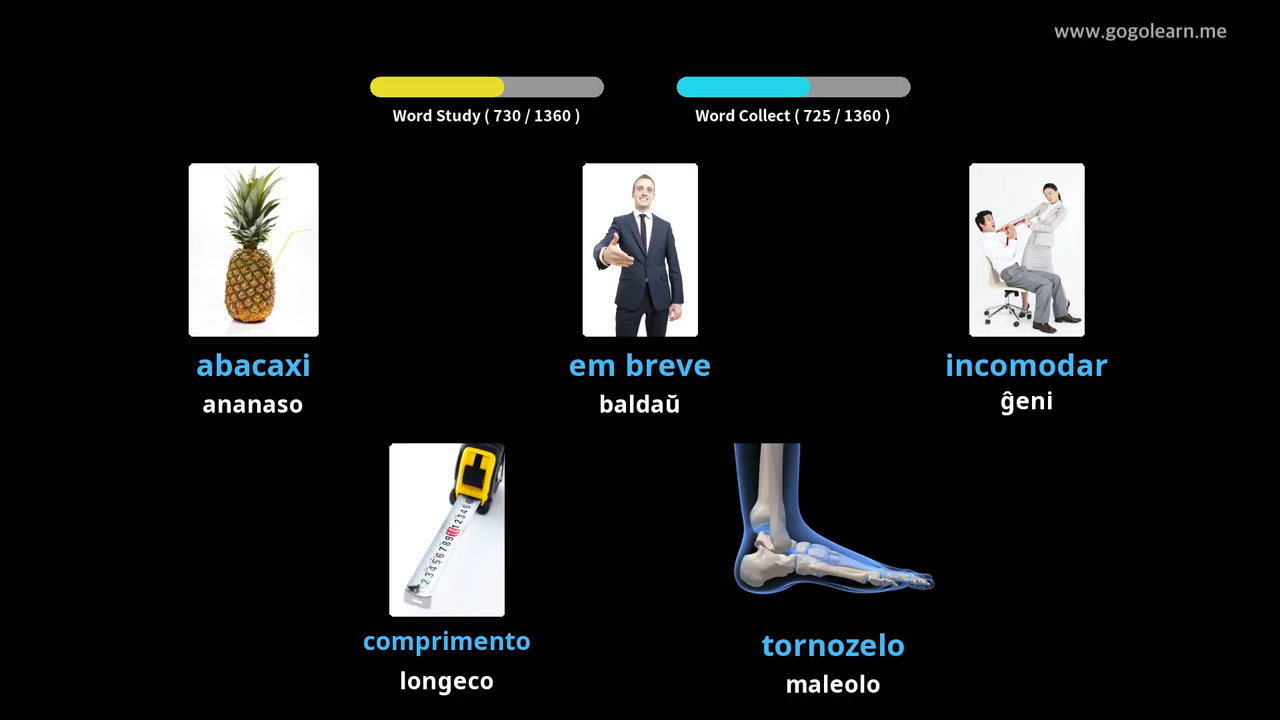 www.gogolearn.me
Word Study ( 730 / 1360 )
Word Collect ( 725 / 1360 )
abacaxi
ananaso
em breve
baldaŭ
incomodar
ĝeni
comprimento
longeco
tornozelo
maleolo